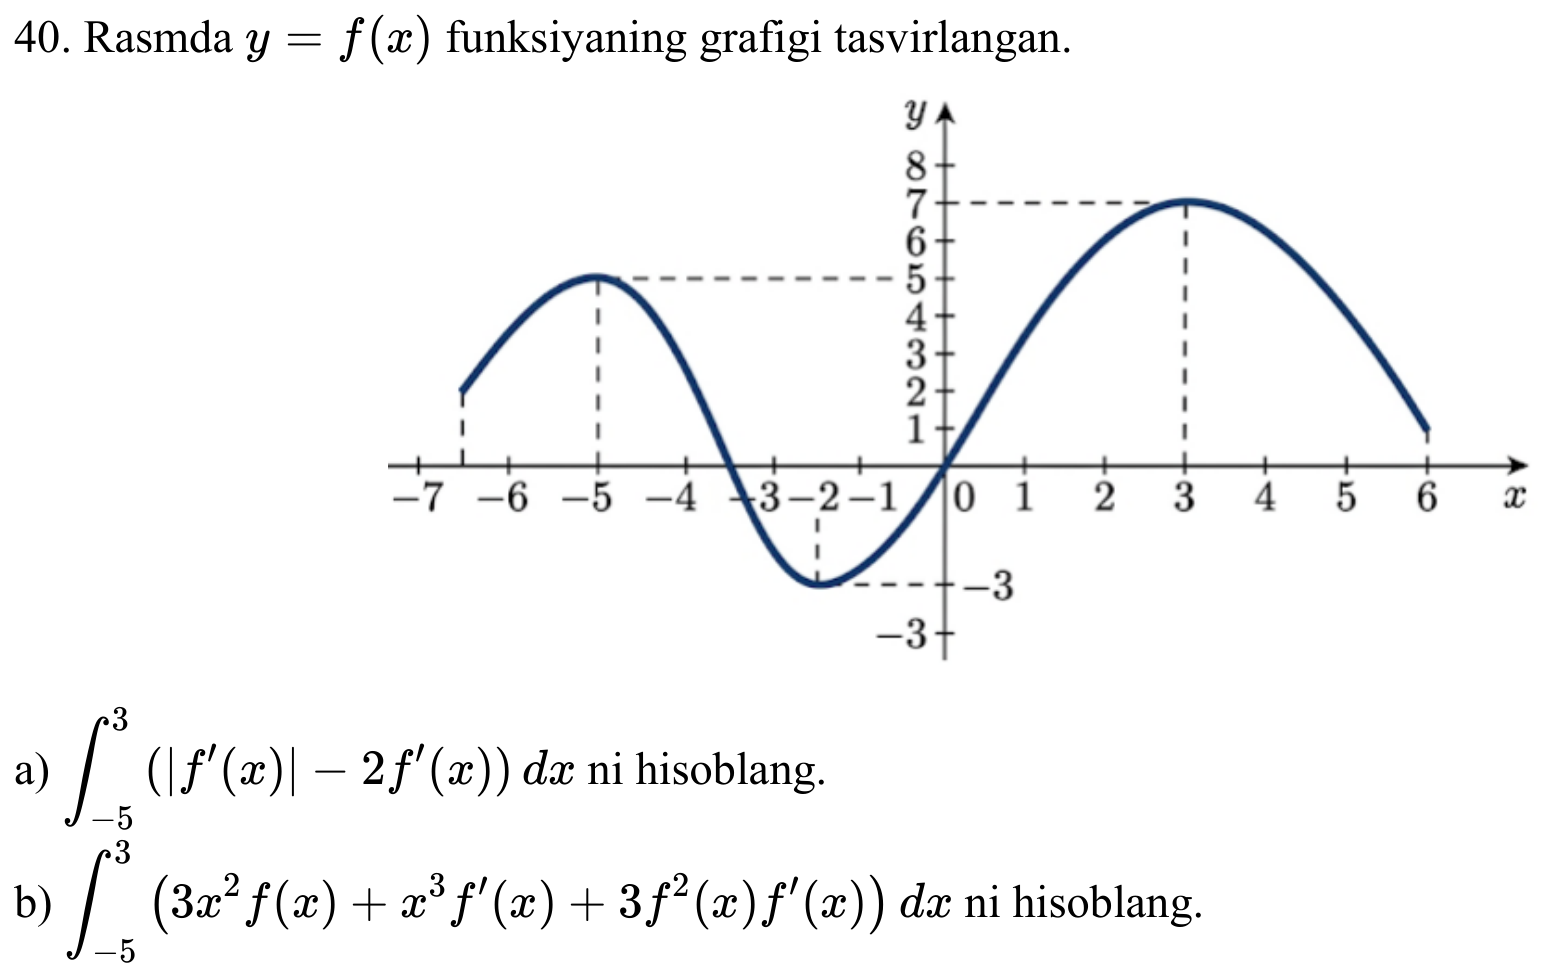 40. Rasmda y = f(x) funksiyaning grafigi tasvirlangan.
y
8
7
6
5
4
3
2
1
−7 −6 −5 −4 −3 −2 −1 0 1 2 3 4 5 6 x
−3
−3
a) ∫_{−5}^{3} (|f′(x)| − 2f′(x)) dx ni hisoblang.
b) ∫_{−5}^{3} (3x²f(x) + x³f′(x) + 3f²(x)f′(x)) dx ni hisoblang.